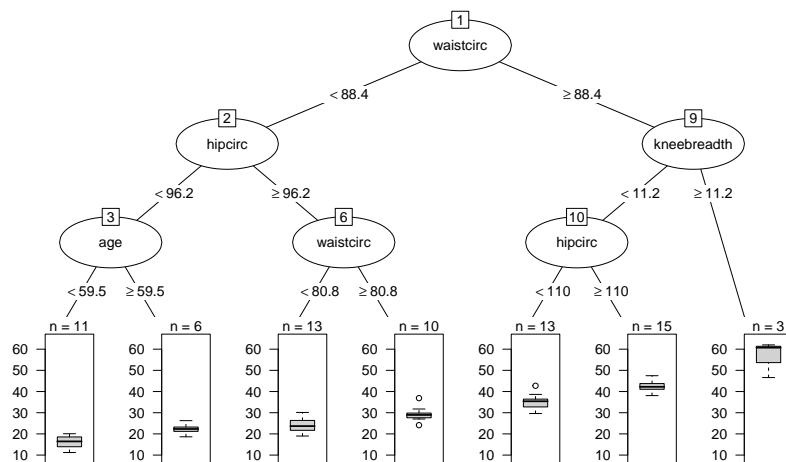 1
waistcirc
< 88.4 ≥ 88.4
2 9
hipcirc kneebreadth
< 96.2 ≥ 96.2 < 11.2 ≥ 11.2
3 6 10
age waistcirc hipcirc
< 59.5 ≥ 59.5 < 80.8 ≥ 80.8 < 110 ≥ 110
n = 11 n = 6 n = 13 n = 10 n = 13 n = 15 n = 3
60 60 60 60 60 60 60
50 50 50 50 50 50 50
40 40 40 40 40 40 40
30 30 30 30 30 30 30
20 20 20 20 20 20 20
10 10 10 10 10 10 10